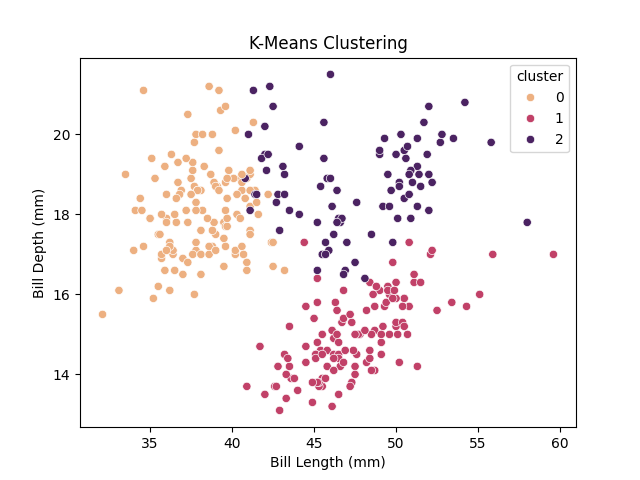 K-Means Clustering
cluster
0
1
2
20
18
16
14
Bill Depth (mm)
35 40 45 50 55 60
Bill Length (mm)